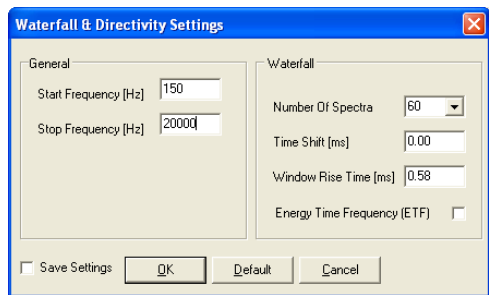 Waterfall & Directivity Settings
General
Start Frequency [Hz] 150
Stop Frequency [Hz] 20000
Waterfall
Number Of Spectra 60
Time Shift [ms] 0.00
Window Rise Time [ms] 0.58
Energy Time Frequency (ETF)
Save Settings OK Default Cancel